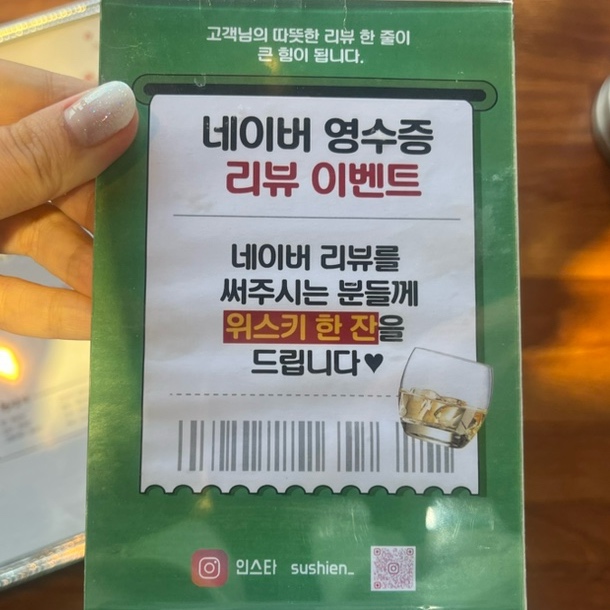 고객님의 따뜻한 리뷰 한 줄이
큰 힘이 됩니다.
네이버 영수증
리뷰 이벤트
네이버 리뷰를
써주시는 분들께
위스키 한 잔을
드립니다♥
인스타 sushien_